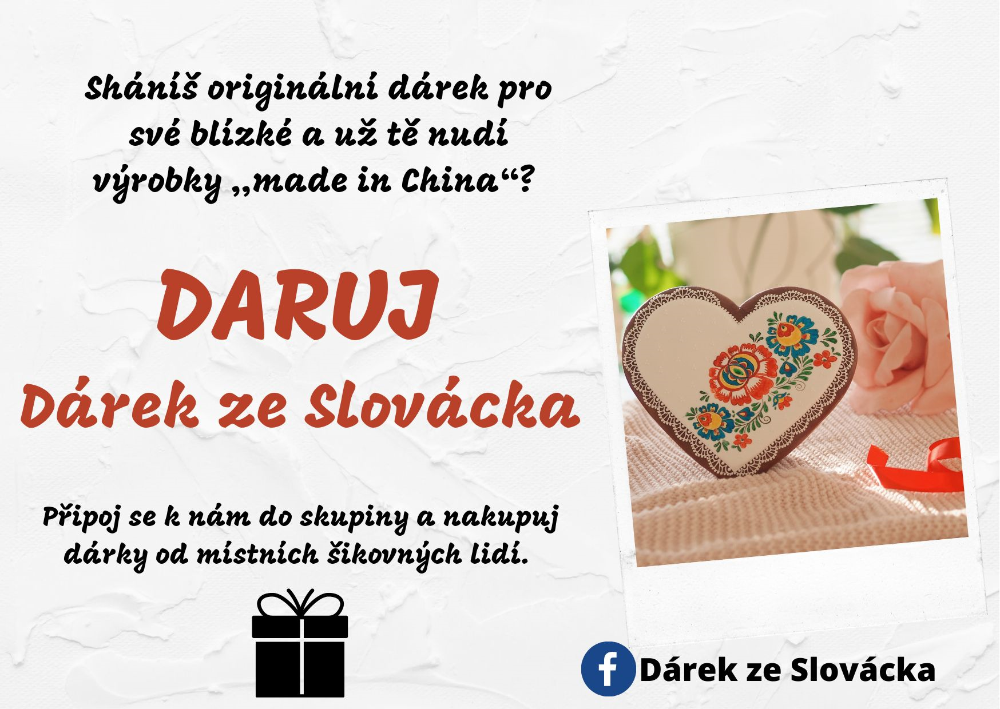 Sháníš originální dárek pro
své blízké a už tě nudí
výrobky ,,made in China“?
DARUJ
Dárek ze Slovácka
Připoj se k nám do skupiny a nakupuj
dárky od místních šikovných lidí.
Dárek ze Slovácka